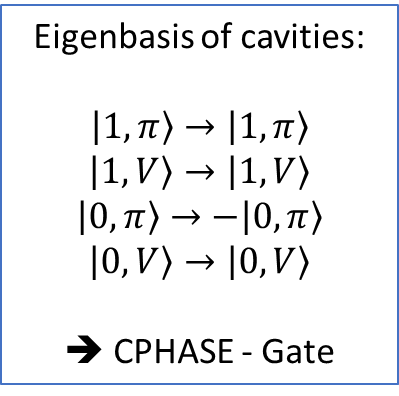 Eigenbasis of cavities:
|1, π⟩ → |1, π⟩
|1, V⟩ → |1, V⟩
|0, π⟩ → −|0, π⟩
|0, V⟩ → |0, V⟩
➔ CPHASE - Gate